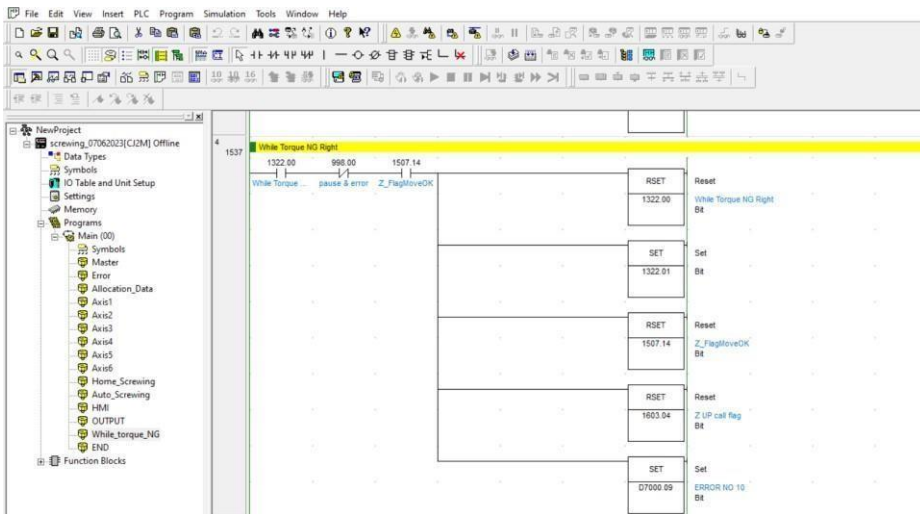 File Edit View Insert PLC Program Simulation Tools Window Help
NewProject
screwing_07062023[CJ2M] Offline
Data Types
Symbols
IO Table and Unit Setup
Settings
Memory
Programs
Main (00)
Symbols
Master
Error
Allocation_Data
Axis1
Axis2
Axis3
Axis4
Axis5
Axis6
Home_Screwing
Auto_Screwing
HMI
OUTPUT
While_torque_NG
END
Function Blocks
4
1537
While Torque NG Right
1322.00 998.00 1507.14
While Torque ... pause & error Z_FlagMoveOK
RSET Reset
1322.00 While Torque NG Right
Bit
SET Set
1322.01 Bit
RSET Reset
1507.14 Z_FlagMoveOK
Bit
RSET Reset
1603.04 Z UP call flag
Bit
SET Set
D7000.09 ERROR NO 10
Bit